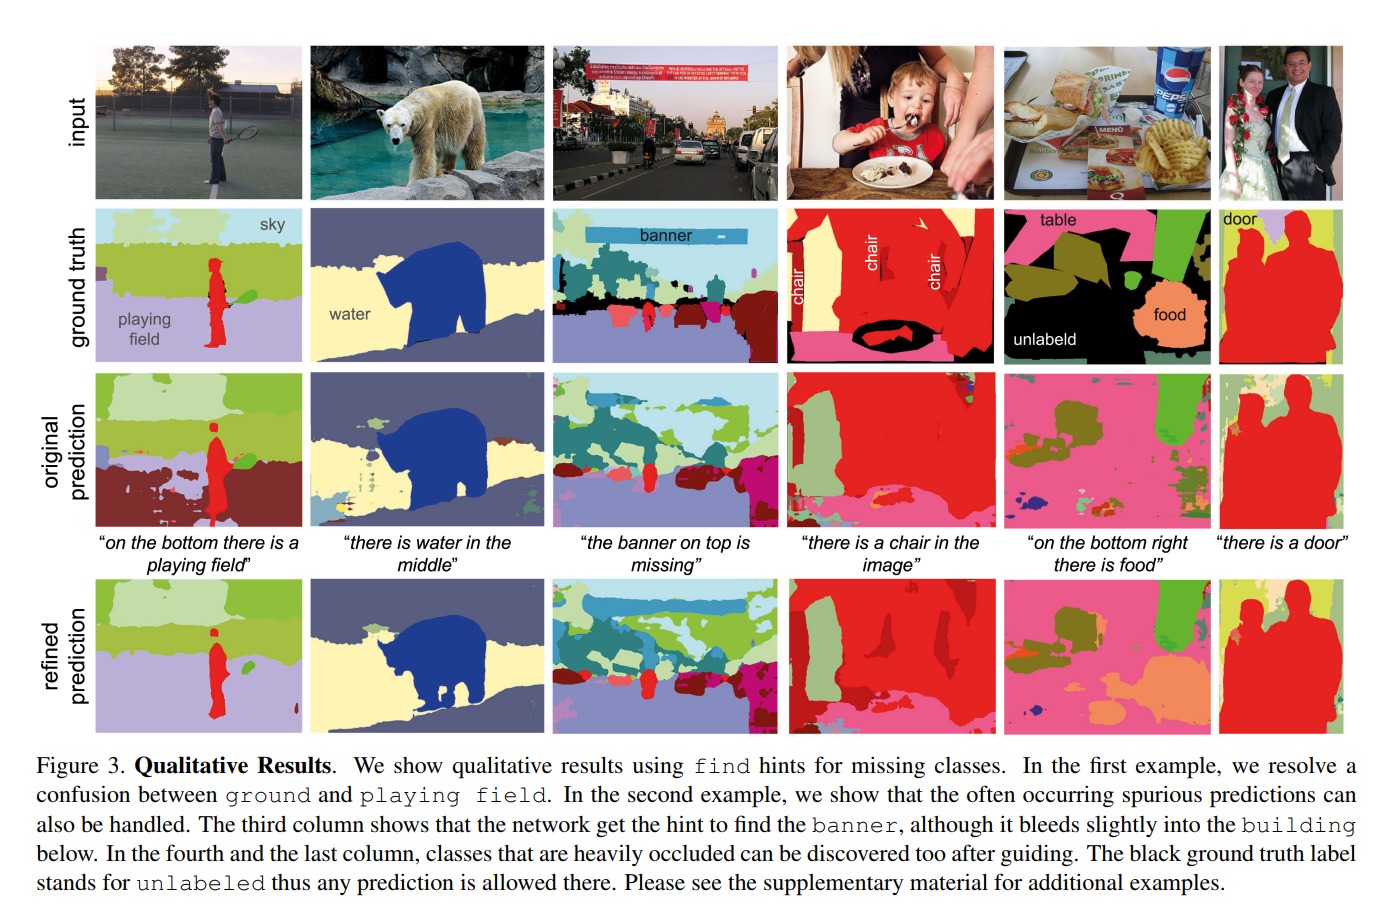 input
PRIMA
PEPSI
MENÜ
ground truth
sky
playing
field
water
banner
chair
chair
chair
table
unlabeld
food
door
original
prediction
“on the bottom there is a
playing field”
“there is water in the
middle”
“the banner on top is
missing”
“there is a chair in the
image”
“on the bottom right
there is food”
“there is a door”
refined
prediction
Figure 3. Qualitative Results. We show qualitative results using find hints for missing classes. In the first example, we resolve a
confusion between ground and playing field. In the second example, we show that the often occurring spurious predictions can
also be handled. The third column shows that the network get the hint to find the banner, although it bleeds slightly into the building
below. In the fourth and the last column, classes that are heavily occluded can be discovered too after guiding. The black ground truth label
stands for unlabeled thus any prediction is allowed there. Please see the supplementary material for additional examples.